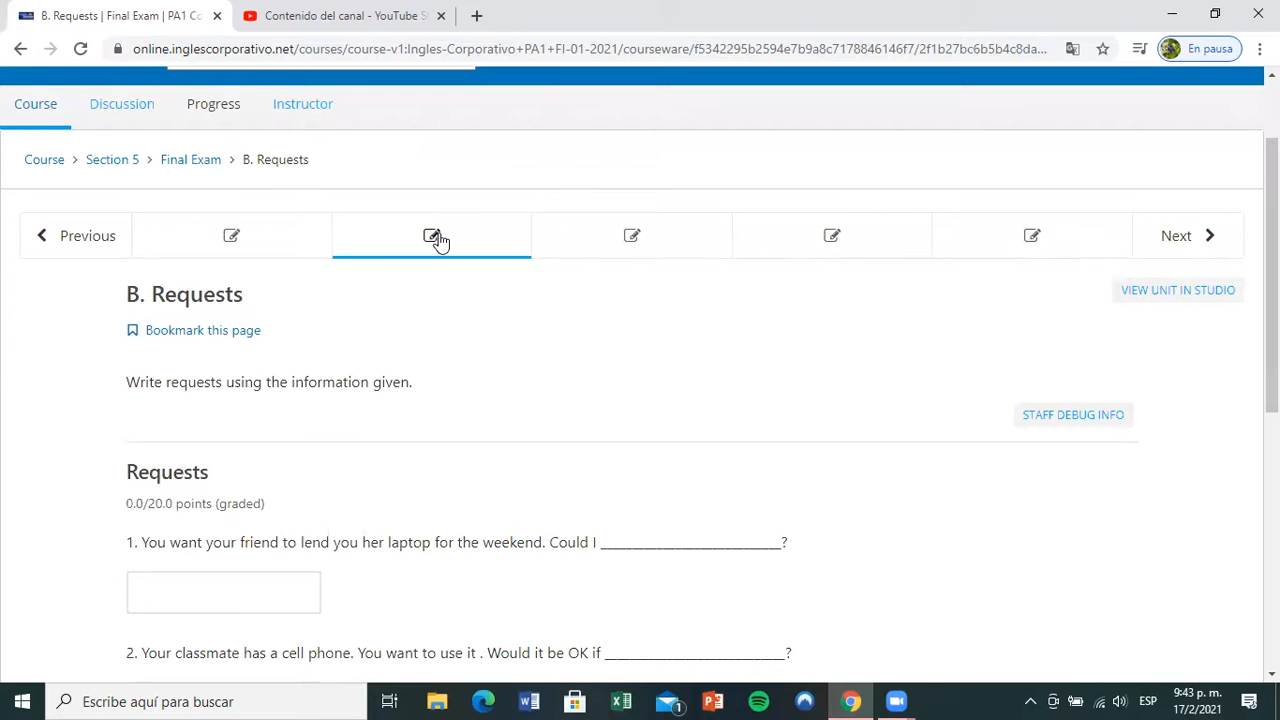 B. Requests | Final Exam | PA1 Co
Contenido del canal - YouTube St
online.inglescorporativo.net/courses/course-v1:Ingles-Corporativo+PA1+FI-01-2021/courseware/f5342295b2594e7b9a8c7178846146f7/2f1b27bc6b5b4c8da...
En pausa
Course
Discussion
Progress
Instructor
Course > Section 5 > Final Exam > B. Requests
Previous
Next
B. Requests
VIEW UNIT IN STUDIO
Bookmark this page
Write requests using the information given.
STAFF DEBUG INFO
Requests
0.0/20.0 points (graded)
1. You want your friend to lend you her laptop for the weekend. Could I ___________________________?
2. Your classmate has a cell phone. You want to use it . Would it be OK if ___________________________?
Escribe aquí para buscar
1
ESP
9:43 p. m.
17/2/2021